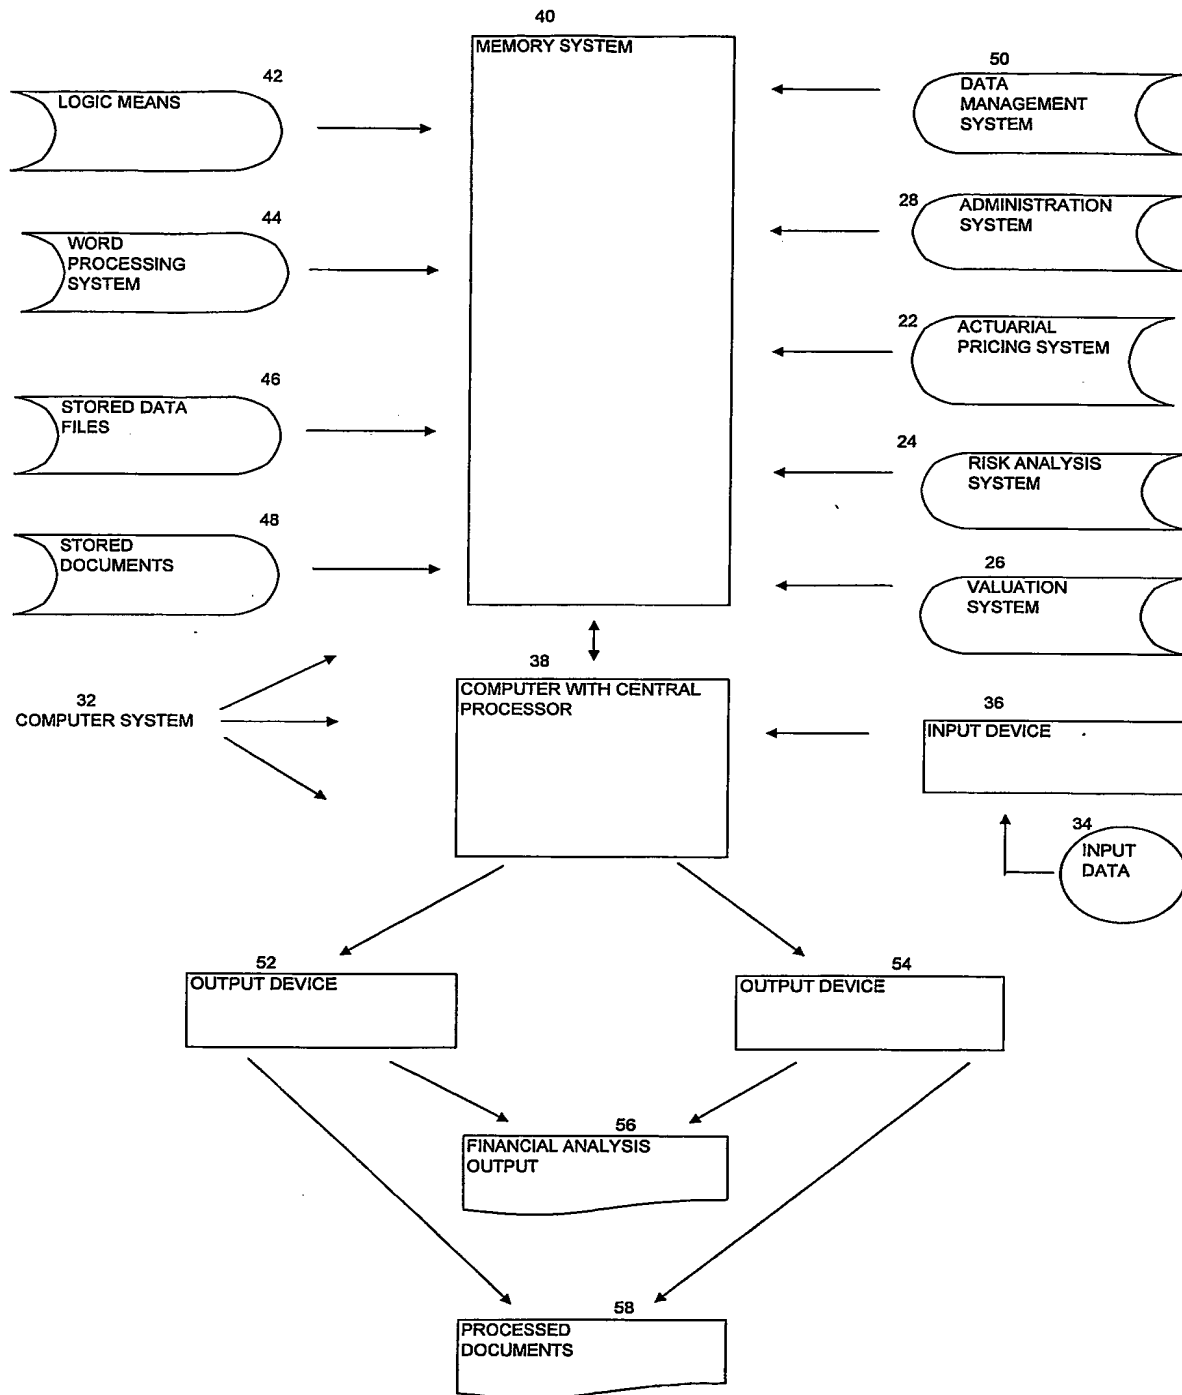 40
MEMORY SYSTEM
42
LOGIC MEANS
50
DATA
MANAGEMENT
SYSTEM
44
WORD
PROCESSING
SYSTEM
28
ADMINISTRATION
SYSTEM
22
ACTUARIAL
PRICING SYSTEM
46
STORED DATA
FILES
24
RISK ANALYSIS
SYSTEM
48
STORED
DOCUMENTS
26
VALUATION
SYSTEM
32
COMPUTER SYSTEM
38
COMPUTER WITH CENTRAL
PROCESSOR
36
INPUT DEVICE
34
INPUT
DATA
52
OUTPUT DEVICE
54
OUTPUT DEVICE
56
FINANCIAL ANALYSIS
OUTPUT
58
PROCESSED
DOCUMENTS